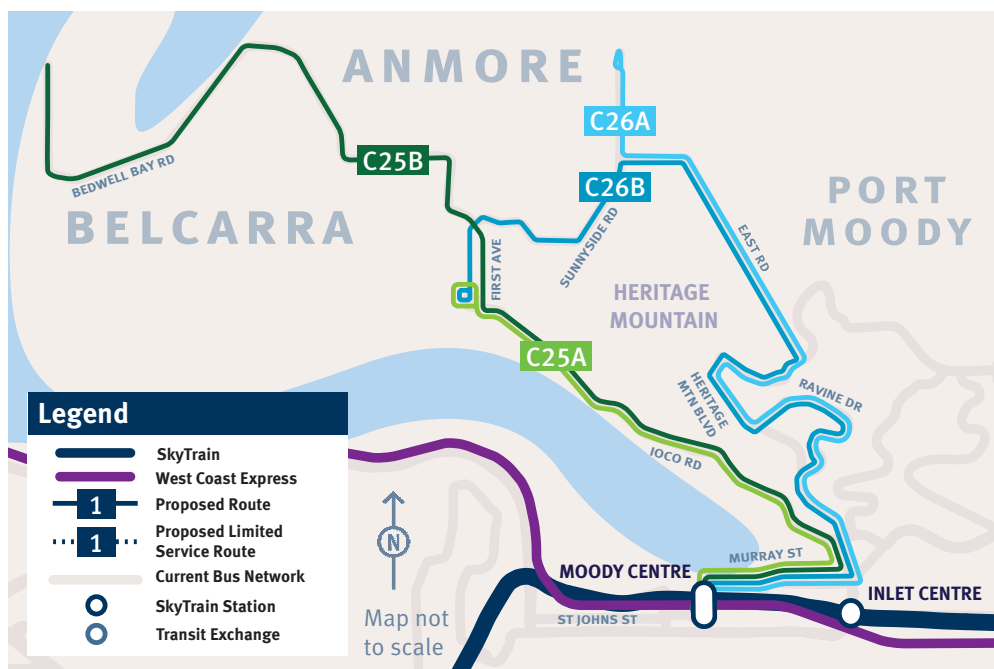 ANMORE
C26A
C25B
C26B
BEDWELL BAY RD
PORT
MOODY
BELCARRA
SUNNYSIDE RD
EAST RD
FIRST AVE
HERITAGE
MOUNTAIN
C25A
HERITAGE
MTN BLVD
RAVINE DR
IOCO RD
Legend
SkyTrain
West Coast Express
1
Proposed Route
1
Proposed Limited
Service Route
Current Bus Network
SkyTrain Station
Transit Exchange
N
Map not
to scale
MURRAY ST
MOODY CENTRE
INLET CENTRE
ST JOHNS ST